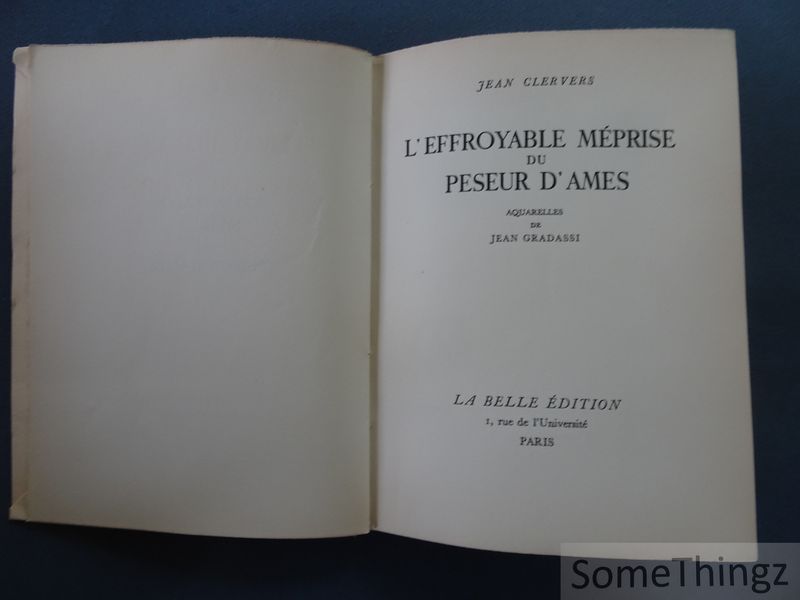 JEAN CLERVERS
L'EFFROYABLE MÉPRISE
DU
PESEUR D'AMES
AQUARELLES
DE
JEAN GRADASSI
LA BELLE ÉDITION
1, rue de l'Université
PARIS
SomeThingz